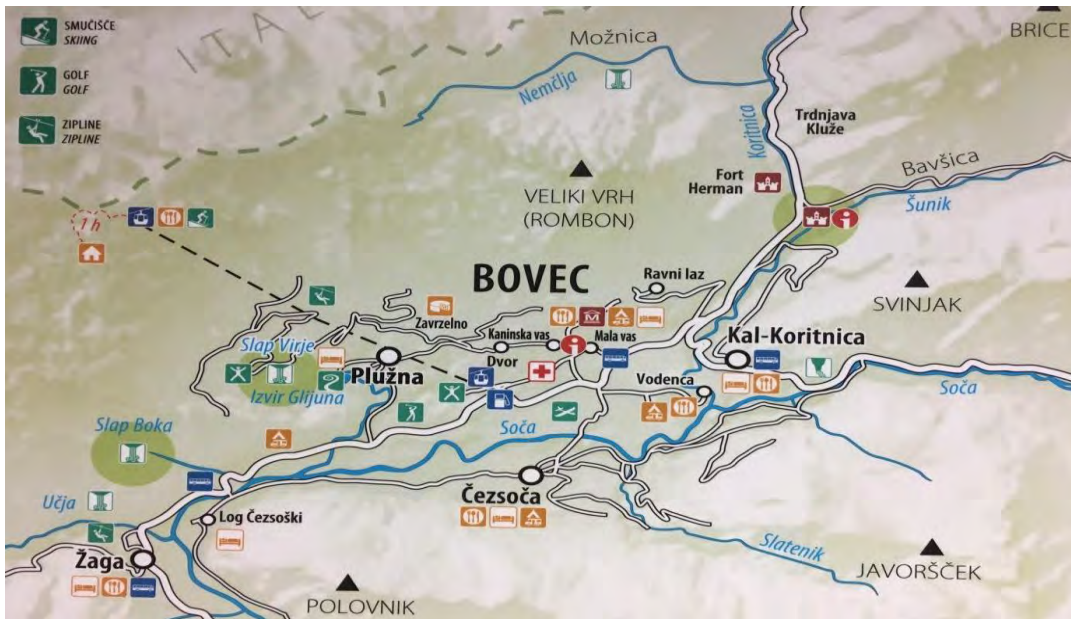 SMUČIŠČE
SKIING
GOLF
GOLF
ZIPLINE
ZIPLINE
ITAL
Možnica
Nemčlja
BRICE
Koritnica
Trdnjava
Kluže
Fort
Herman
Bavšica
Šunik
VELIKI VRH
(ROMBON)
1 h
BOVEC
Ravni laz
SVINJAK
Zavrzelno
Slap Virje
Kaninska vas
Mala vas
Kal-Koritnica
Dvor
Plužna
Izvir Glijuna
Vodenca
Soča
Slap Boka
Soča
Učja
Čezsoča
Log Čezsoški
Žaga
Slatenik
JAVORŠČEK
POLOVNIK